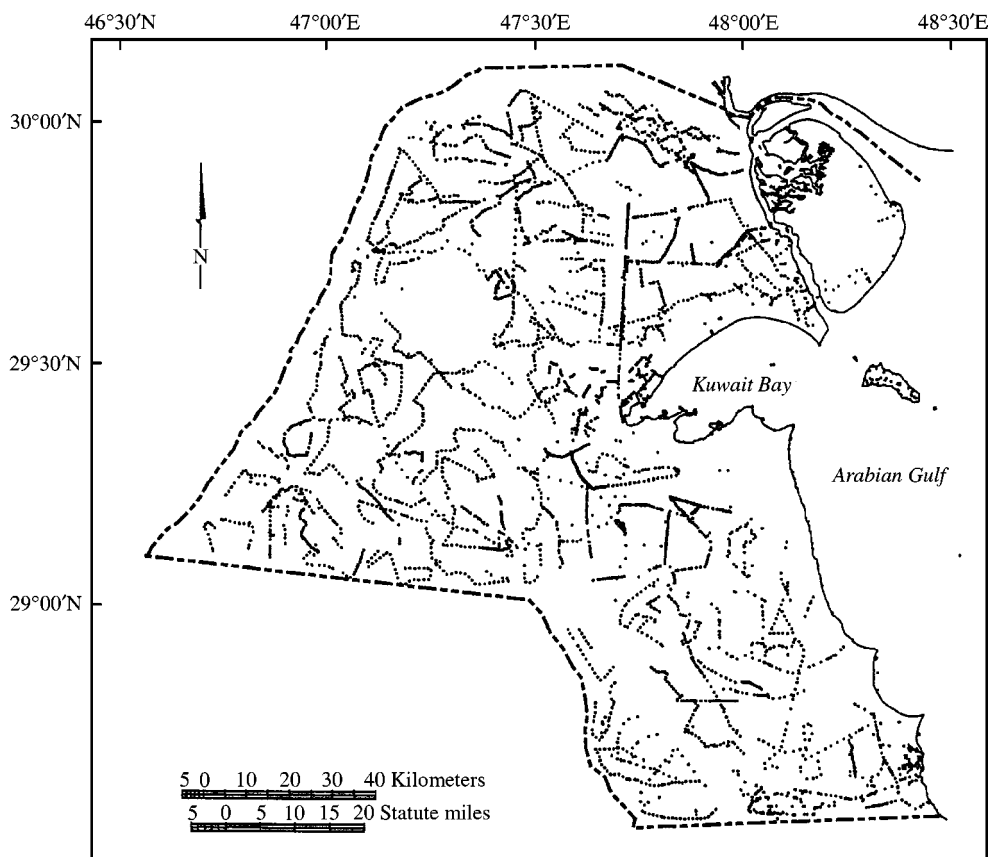 46°30′N 47°00′E 47°30′E 48°00′E 48°30′E
30°00′N
N
29°30′N
Kuwait Bay
Arabian Gulf
29°00′N
5 0 10 20 30 40 Kilometers
5 0 5 10 15 20 Statute miles